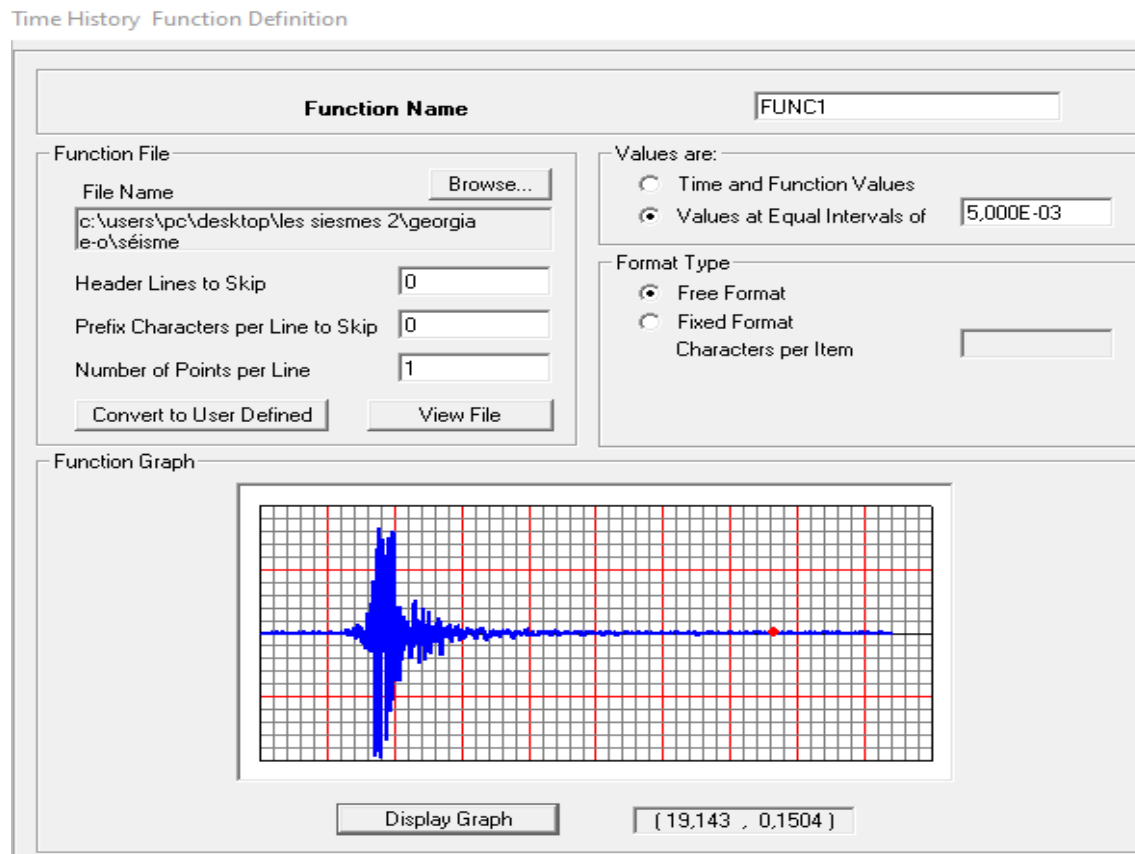 Time History Function Definition
Function Name
FUNC1
Function File
File Name
Browse...
c:\users\pc\desktop\les siesmes 2\georgia
e-o\séisme
Header Lines to Skip
0
Prefix Characters per Line to Skip
0
Number of Points per Line
1
Convert to User Defined
View File
Values are:
Time and Function Values
Values at Equal Intervals of
5,000E-03
Format Type
Free Format
Fixed Format
Characters per Item
Function Graph
Display Graph
(19,143 , 0,1504)